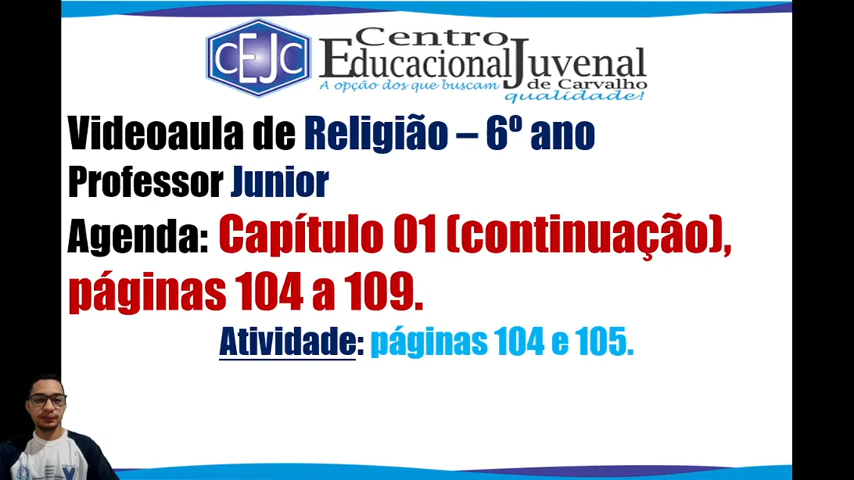 CEJC
Centro
Educacional Juvenal
A opção dos que buscam de Carvalho
qualidade!
Videoaula de Religião – 6º ano
Professor Junior
Agenda: Capítulo 01 (continuação),
páginas 104 a 109.
Atividade: páginas 104 e 105.